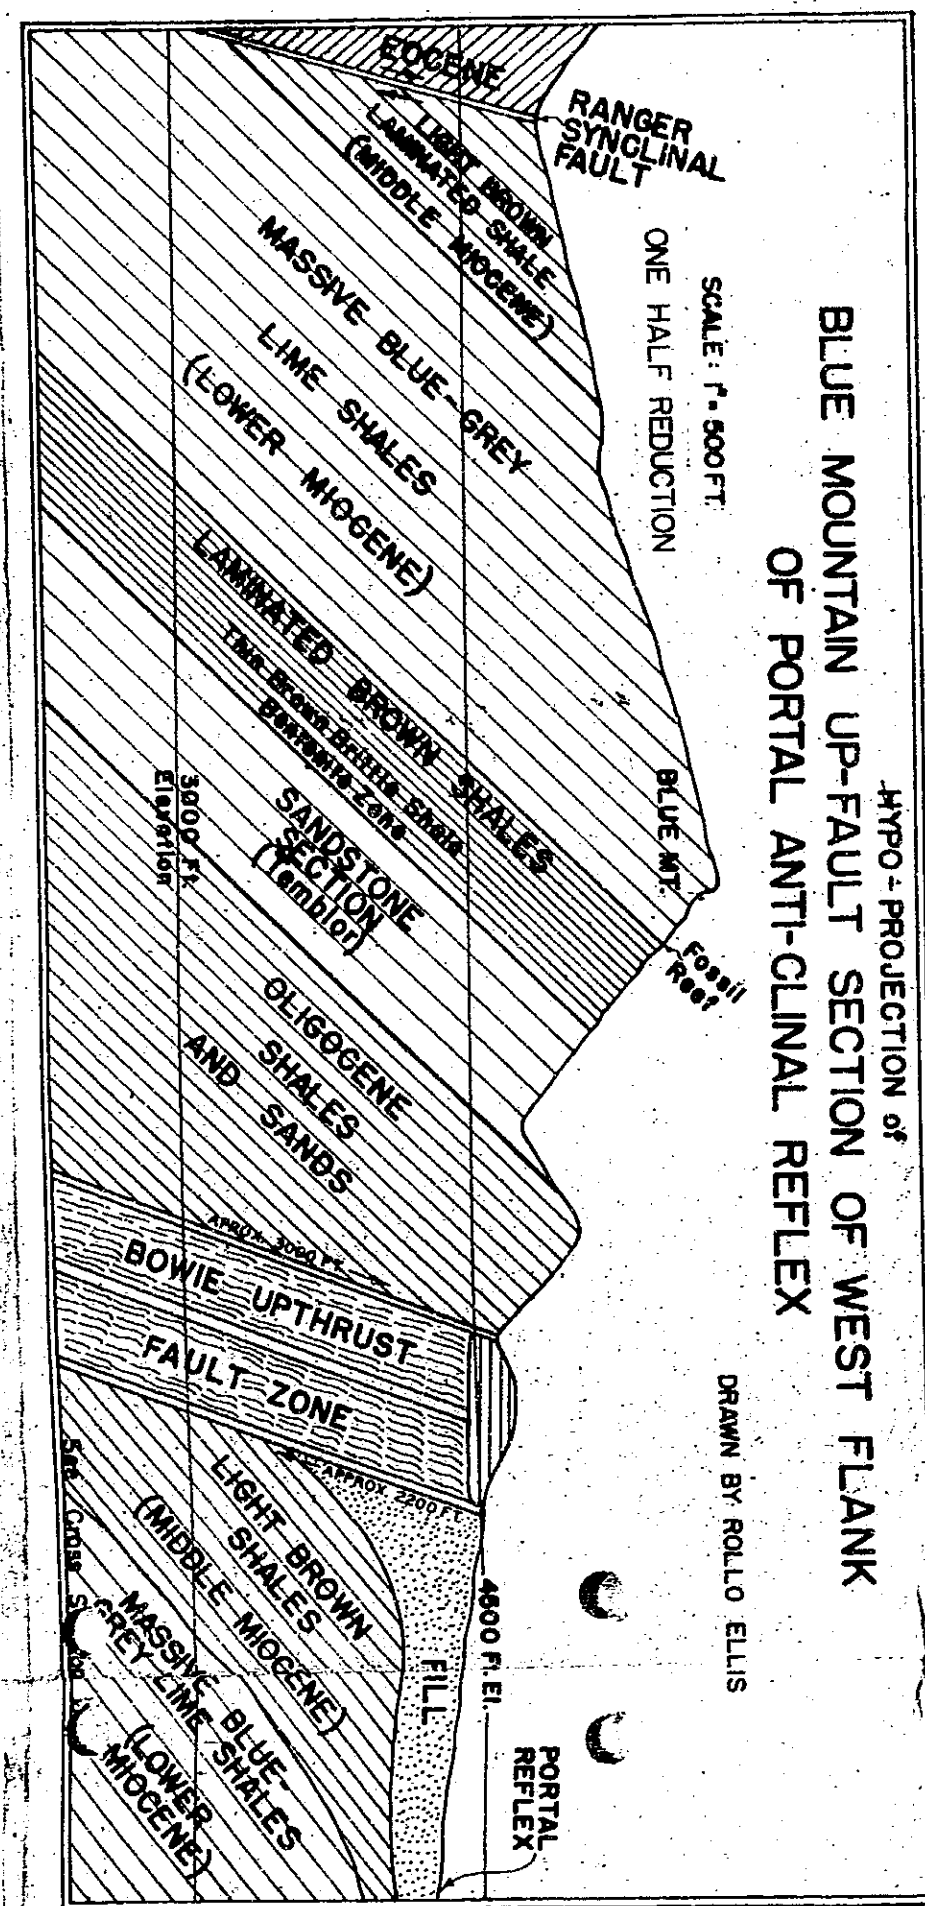 HYPO-PROJECTION of
BLUE MOUNTAIN UP-FAULT SECTION OF WEST FLANK
OF PORTAL ANTI-CLINAL REFLEX
SCALE: 1"=500 FT.
ONE HALF REDUCTION
DRAWN BY ROLLO ELLIS
RANGER
SYNCLINAL
FAULT
EOCENE
LIGHT BROWN
LAMINATED SHALE
(MIDDLE MIOCENE)
MASSIVE BLUE-GREY
LIME SHALES
(LOWER MIOCENE)
BLUE MT.
Fossil
Reef
LAMINATED BROWN SHALES
Thin Brown Brittle Shale
Bentonite Zone
SANDSTONE
SECTION
(Temblor)
3000 Ft.
Elevation
OLIGOCENE
SHALES
AND SANDS
APROX. 3000 FT.
BOWIE UPTHRUST
FAULT ZONE
APPROX 2200 FT
4500 Ft. El.
FILL
PORTAL
REFLEX
LIGHT BROWN
SHALES
(MIDDLE MIOCENE)
MASSIVE BLUE-
GREY LIME SHALES
(LOWER
MIOCENE)
See Cross